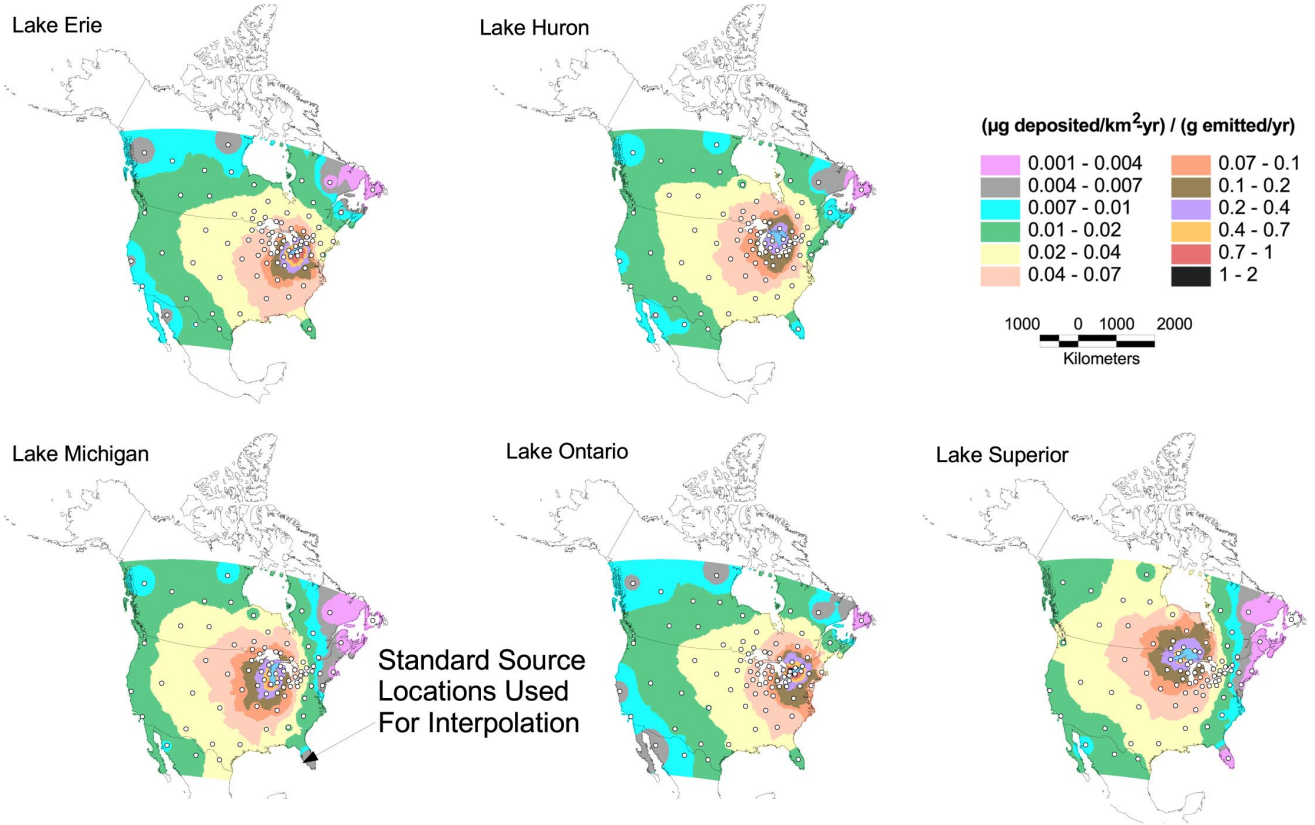 Lake Erie
Lake Huron
(µg deposited/km²-yr) / (g emitted/yr)
0.001 - 0.004
0.004 - 0.007
0.007 - 0.01
0.01 - 0.02
0.02 - 0.04
0.04 - 0.07
0.07 - 0.1
0.1 - 0.2
0.2 - 0.4
0.4 - 0.7
0.7 - 1
1 - 2
1000 0 1000 2000
Kilometers
Lake Michigan
Lake Ontario
Lake Superior
Standard Source
Locations Used
For Interpolation